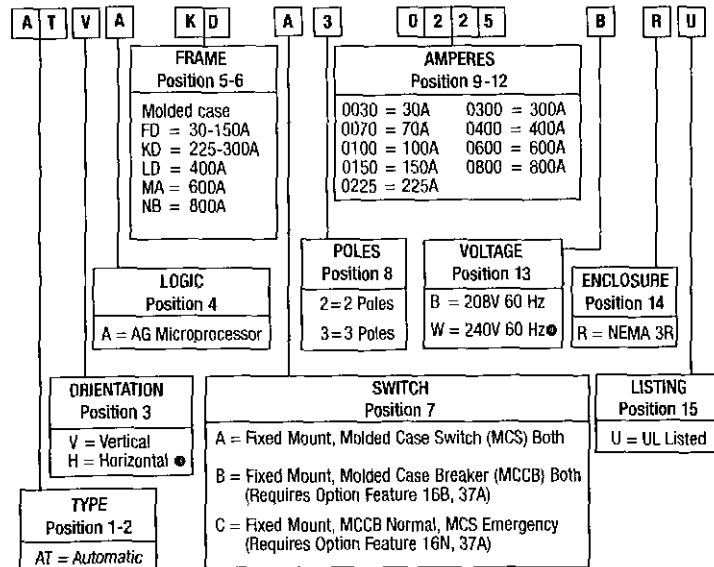 A T V A K D A 3 0 2 2 5 B R U
FRAME
Position 5-6
Molded case
FD = 30-150A
KD = 225-300A
LD = 400A
MA = 600A
NB = 800A
AMPERES
Position 9-12
0030 = 30A 0300 = 300A
0070 = 70A 0400 = 400A
0100 = 100A 0600 = 600A
0150 = 150A 0800 = 800A
0225 = 225A
LOGIC
Position 4
A = AG Microprocessor
POLES
Position 8
2 = 2 Poles
3 = 3 Poles
VOLTAGE
Position 13
B = 208V 60 Hz
W = 240V 60 Hz●
ENCLOSURE
Position 14
R = NEMA 3R
ORIENTATION
Position 3
V = Vertical
H = Horizontal ●
SWITCH
Position 7
A = Fixed Mount, Molded Case Switch (MCS) Both
B = Fixed Mount, Molded Case Breaker (MCCB) Both
(Requires Option Feature 16B, 37A)
C = Fixed Mount, MCCB Normal, MCS Emergency
(Requires Option Feature 16N, 37A)
LISTING
Position 15
U = UL Listed
TYPE
Position 1-2
AT = Automatic